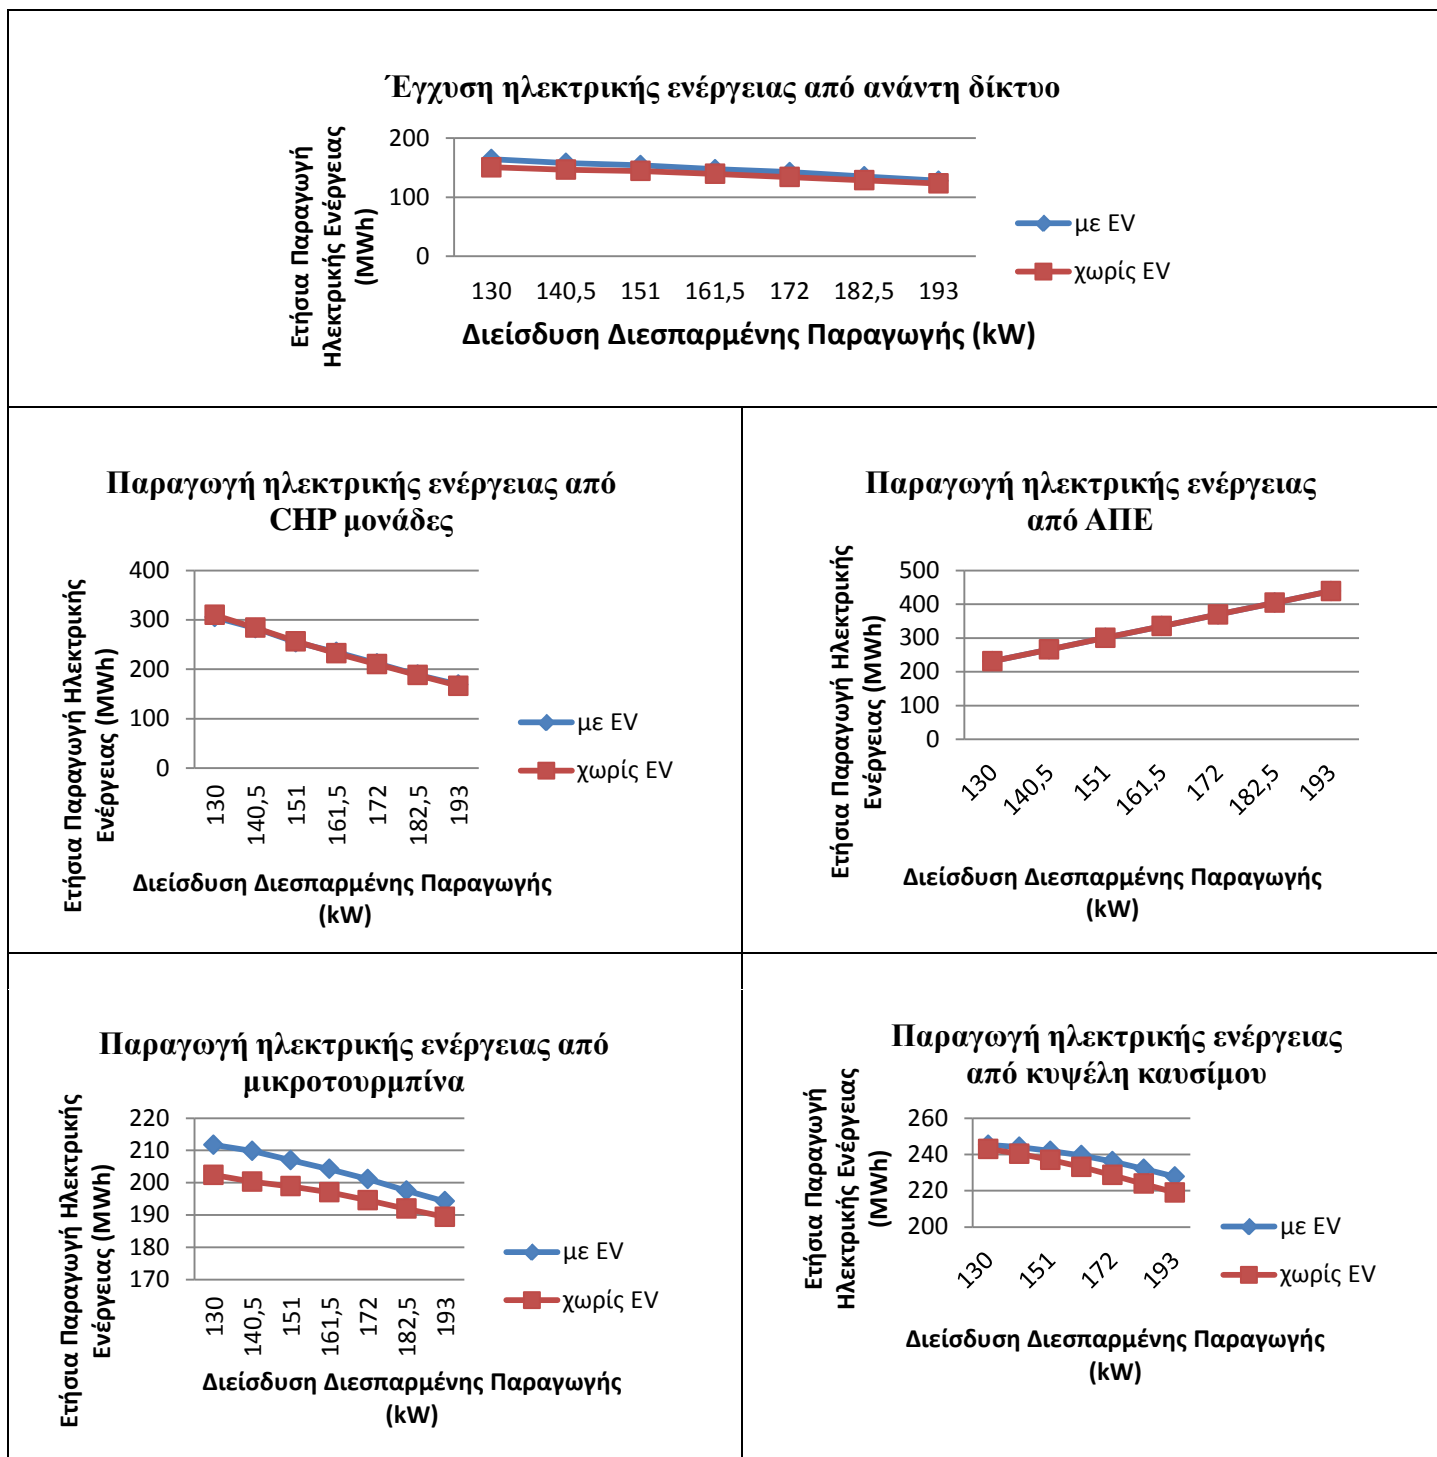 Έγχυση ηλεκτρικής ενέργειας από ανάντη δίκτυο
Ετήσια Παραγωγή
Ηλεκτρικής Ενέργειας
(MWh)
200
100
0
130 140,5 151 161,5 172 182,5 193
Διείσδυση Διεσπαρμένης Παραγωγής (kW)
με EV
χωρίς EV
Παραγωγή ηλεκτρικής ενέργειας από
CHP μονάδες
Ετήσια Παραγωγή Ηλεκτρικής
Ενέργειας (MWh)
400
300
200
100
0
130 140,5 151 161,5 172 182,5 193
Διείσδυση Διεσπαρμένης Παραγωγής
(kW)
με EV
χωρίς EV
Παραγωγή ηλεκτρικής ενέργειας
από ΑΠΕ
Ετήσια Παραγωγή Ηλεκτρικής
Ενέργειας (MWh)
500
400
300
200
100
0
130 140,5 151 161,5 172 182,5 193
Διείσδυση Διεσπαρμένης Παραγωγής
(kW)
Παραγωγή ηλεκτρικής ενέργειας από
μικροτουρμπίνα
Ετήσια Παραγωγή Ηλεκτρικής
Ενέργειας (MWh)
220
210
200
190
180
170
130 140,5 151 161,5 172 182,5 193
Διείσδυση Διεσπαρμένης Παραγωγής
(kW)
με EV
χωρίς EV
Παραγωγή ηλεκτρικής ενέργειας
από κυψέλη καυσίμου
Ετήσια Παραγωγή
Ηλεκτρικής Ενέργειας
(MWh)
260
240
220
200
130 151 172 193
Διείσδυση Διεσπαρμένης Παραγωγής
(kW)
με EV
χωρίς EV